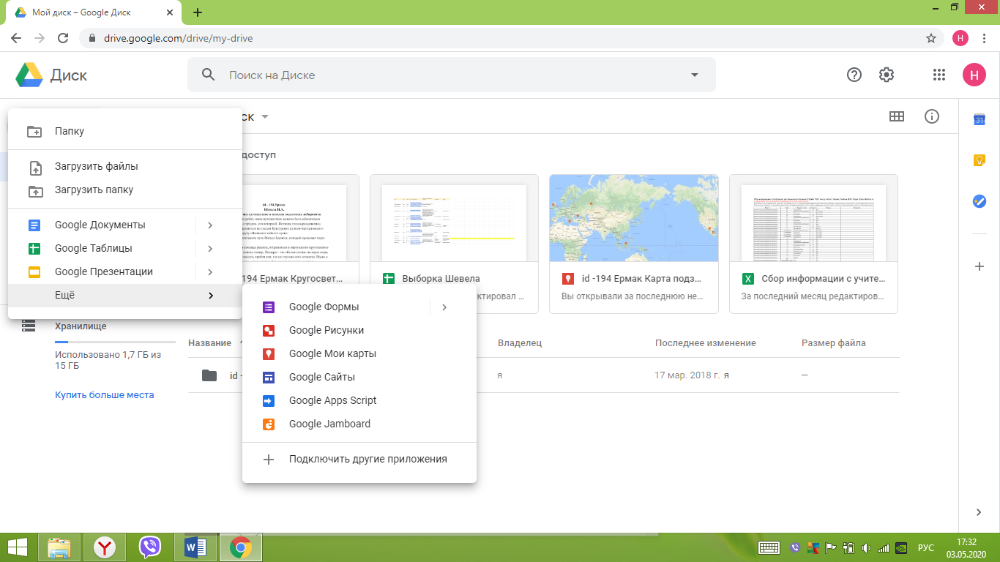 Мой диск – Google Диск
drive.google.com/drive/my-drive
H
Диск
Поиск на Диске
H
ск
31
Папку
доступ
Загрузить файлы
Загрузить папку
id – 194 Ермак
Google Документы
Google Таблицы
Google Презентации
Ещё
194 Ермак Кругосвет...
Выборка Шевела
id -194 Ермак Карта подз...
Сбор информации с учите...
ктировал ...
Вы открывали за последнюю не...
За последний месяц редактиров...
Google Формы
Google Рисунки
Google Мои карты
Google Сайты
Google Apps Script
Google Jamboard
Подключить другие приложения
Хранилище
Использовано 1,7 ГБ из
15 ГБ
Купить больше места
Название
Владелец
Последнее изменение
Размер файла
id -
я
17 мар. 2018 г. я
—
РУС
17:32
03.05.2020